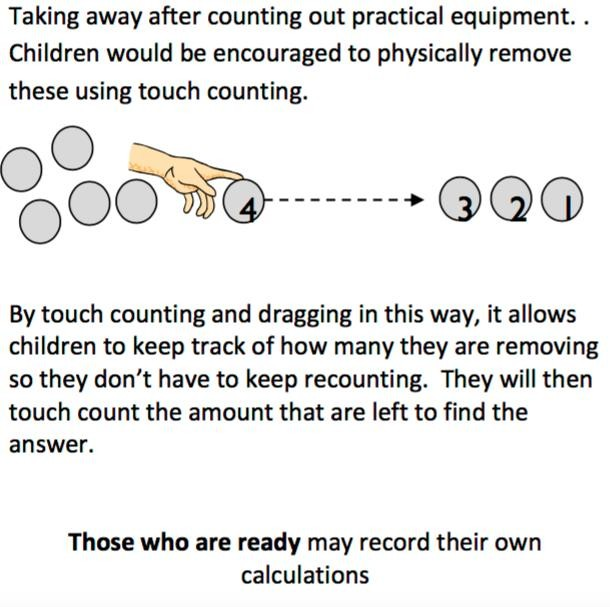 Taking away after counting out practical equipment. .
Children would be encouraged to physically remove
these using touch counting.
4 3 2 1
By touch counting and dragging in this way, it allows
children to keep track of how many they are removing
so they don’t have to keep recounting.  They will then
touch count the amount that are left to find the
answer.
Those who are ready may record their own
calculations